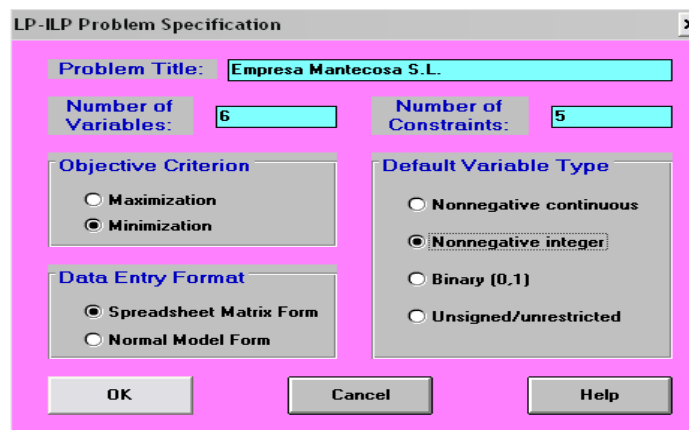 LP-ILP Problem Specification
Problem Title: Empresa Mantecosa S.L.
Number of Variables: 6
Number of Constraints: 5
Objective Criterion
Maximization
Minimization
Default Variable Type
Nonnegative continuous
Nonnegative integer
Binary (0,1)
Unsigned/unrestricted
Data Entry Format
Spreadsheet Matrix Form
Normal Model Form
OK
Cancel
Help